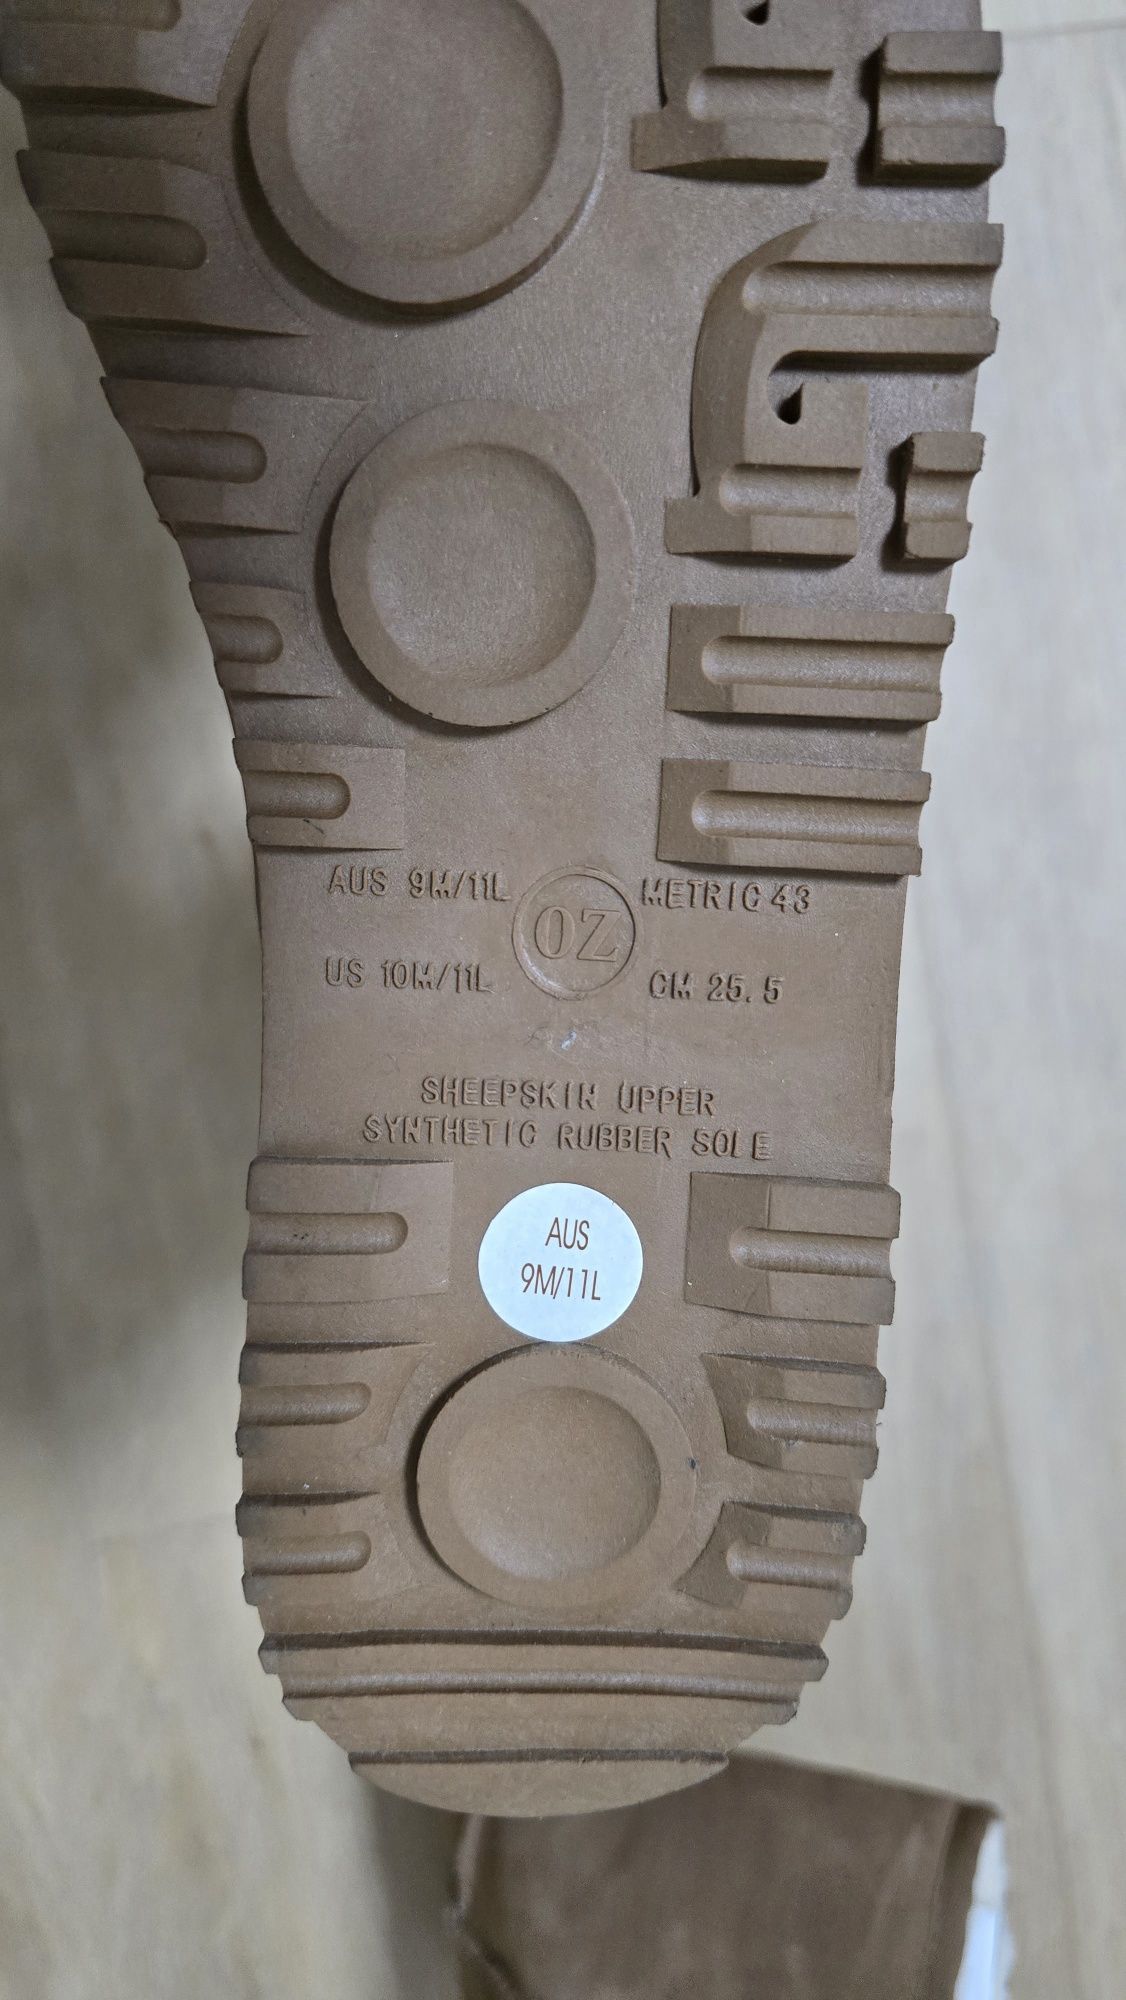 AUS 9M/11L OZ METRIC 43
US 10M/11L CM 25.5
SHEEPSKIN UPPER
SYNTHETIC RUBBER SOLE
AUS
9M/11L